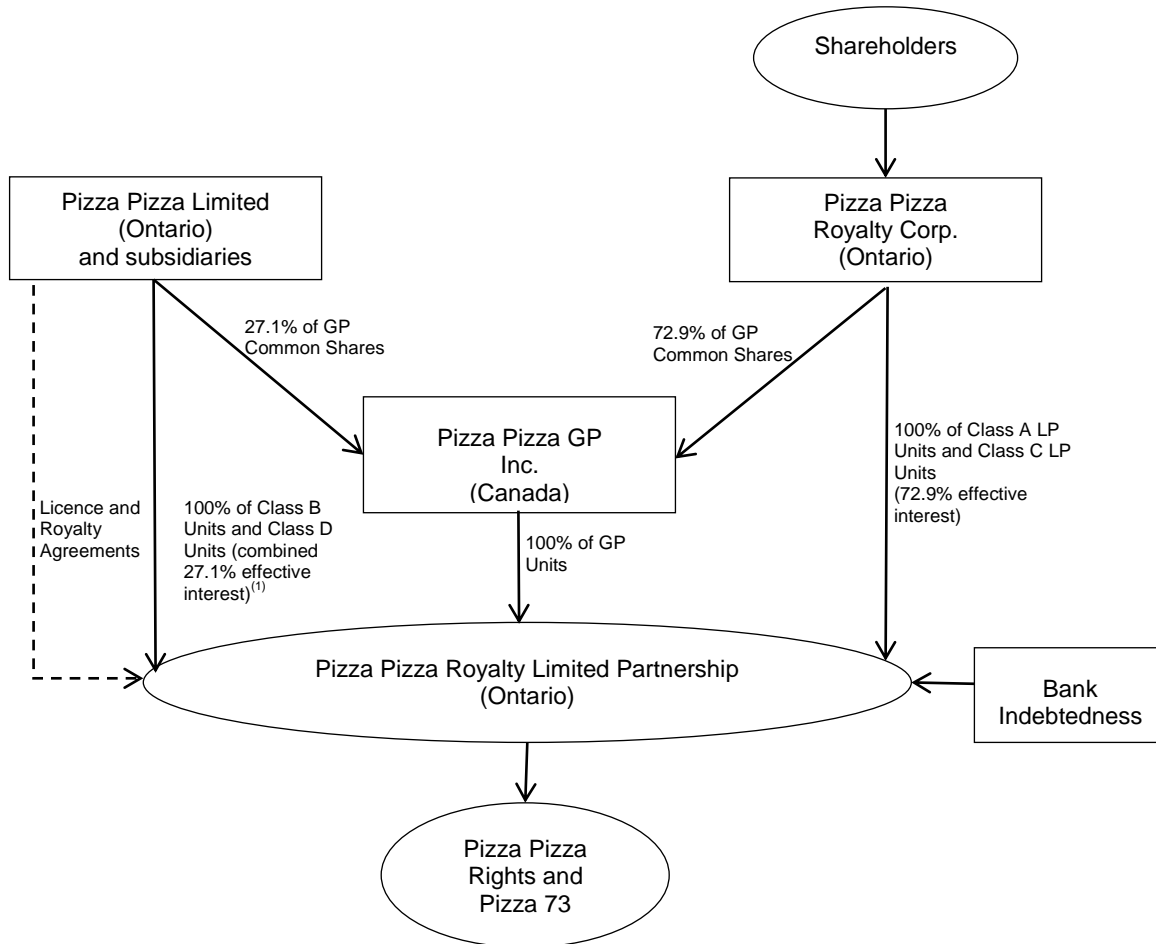 Shareholders
Pizza Pizza Limited
(Ontario)
and subsidiaries
Pizza Pizza
Royalty Corp.
(Ontario)
27.1% of GP
Common Shares
72.9% of GP
Common Shares
Pizza Pizza GP
Inc.
(Canada)
100% of Class A LP
Units and Class C LP
Units
(72.9% effective
interest)
Licence and
Royalty
Agreements
100% of Class B
Units and Class D
Units (combined
27.1% effective
interest)(1)
100% of GP
Units
Pizza Pizza Royalty Limited Partnership
(Ontario)
Bank
Indebtedness
Pizza Pizza
Rights and
Pizza 73